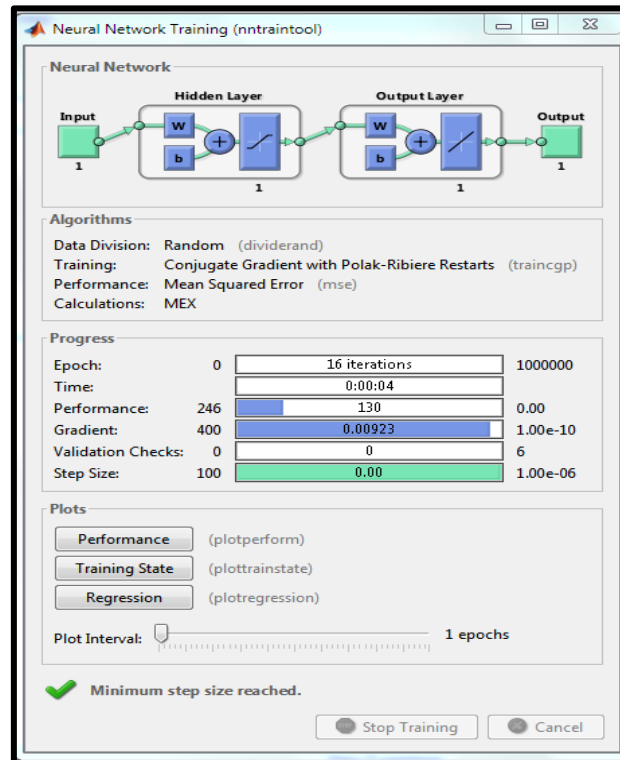 Neural Network Training (nntraintool)
Neural Network
Hidden Layer Output Layer
Input Output
W W
+ +
b b
1 1
1 1
Algorithms
Data Division: Random (dividerand)
Training: Conjugate Gradient with Polak-Ribiere Restarts (traincgp)
Performance: Mean Squared Error (mse)
Calculations: MEX
Progress
Epoch: 0 16 iterations 1000000
Time: 0:00:04
Performance: 246 130 0.00
Gradient: 400 0.00923 1.00e-10
Validation Checks: 0 0 6
Step Size: 100 0.00 1.00e-06
Plots
Performance (plotperform)
Training State (plottrainstate)
Regression (plotregression)
Plot Interval: 1 epochs
Minimum step size reached.
Stop Training Cancel